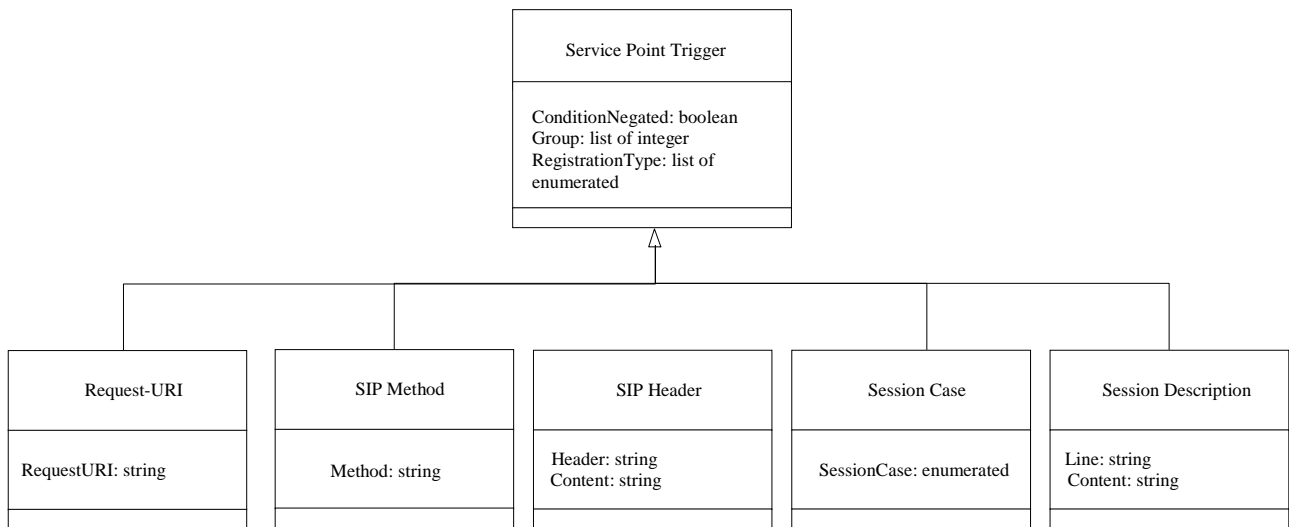 Service Point Trigger
ConditionNegated: boolean
Group: list of integer
RegistrationType: list of
enumerated
Request-URI
RequestURI: string
SIP Method
Method: string
SIP Header
Header: string
Content: string
Session Case
SessionCase: enumerated
Session Description
Line: string
Content: string